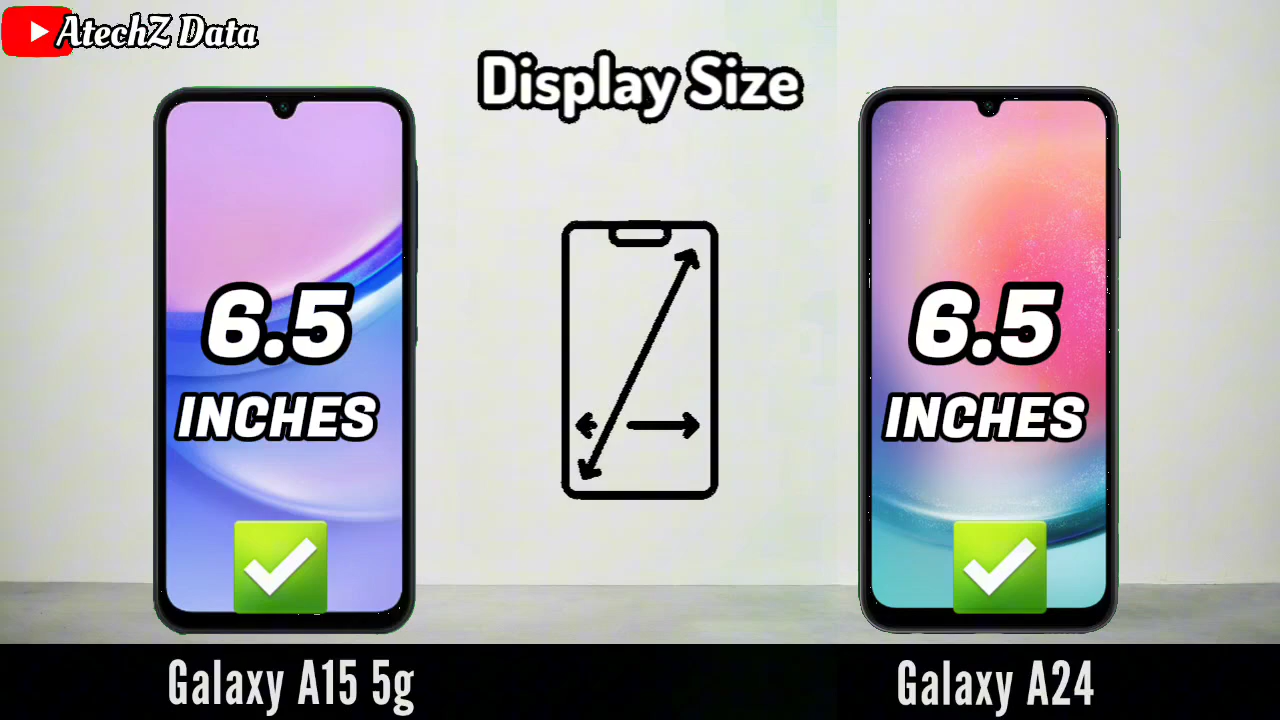 AtechZ Data
Display Size
6.5
INCHES
6.5
INCHES
Galaxy A15 5g
Galaxy A24